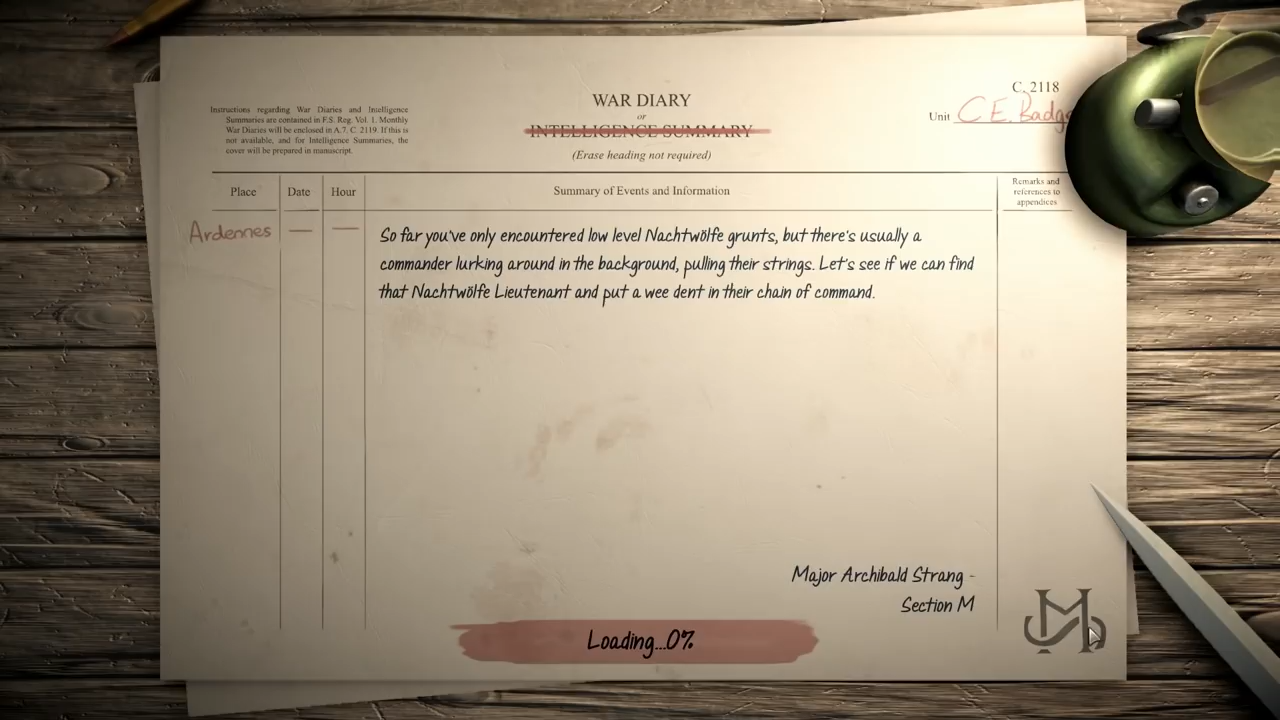 Instructions regarding War Diaries and Intelligence
Summaries are contained in F.S. Reg. Vol. 1. Monthly
War Diaries will be enclosed in A.7. C. 2119. If this is
not available, and for Intelligence Summaries, the
cover will be prepared in manuscript.
WAR DIARY
or
INTELLIGENCE SUMMARY
(Erase heading not required)
C. 2118
Unit C E. Badge
Place Date Hour Summary of Events and Information Remarks and
references to
appendices
Ardennes — —
So far you've only encountered low level Nachtwölfe grunts, but there's usually a
commander lurking around in the background, pulling their strings. Let's see if we can find
that Nachtwölfe Lieutenant and put a wee dent in their chain of command.
Major Archibald Strang -
Section M
Loading...0%